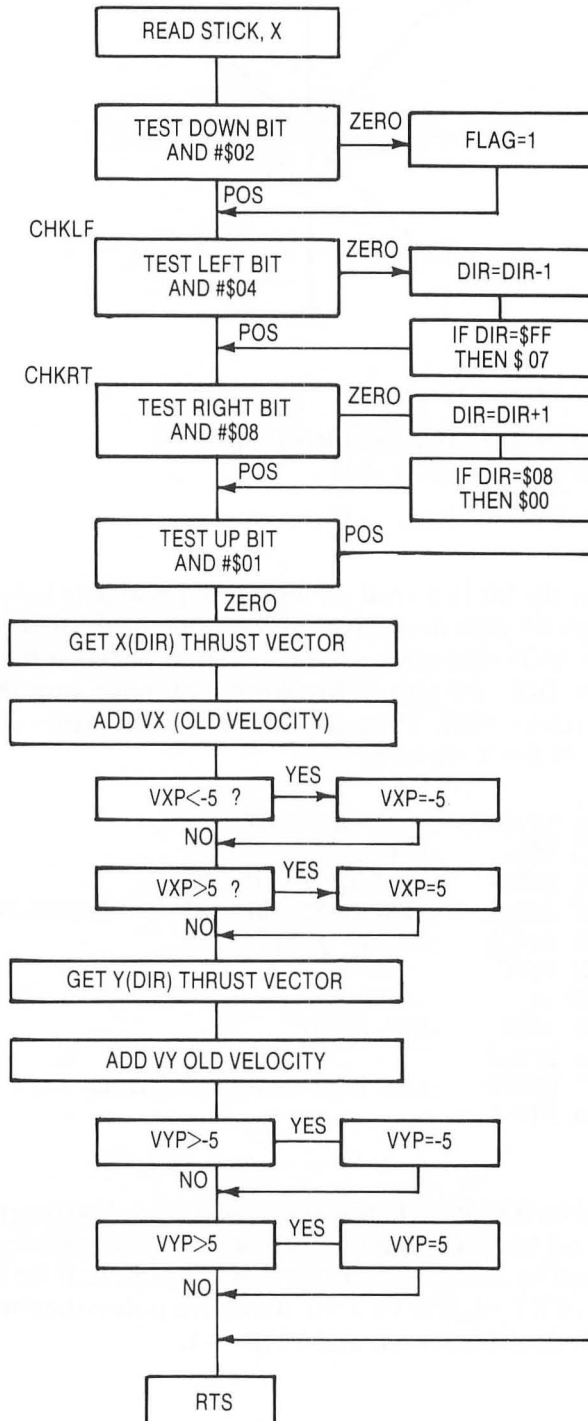 READ STICK, X
TEST DOWN BIT
AND #$02
ZERO
FLAG=1
POS
CHKLF
TEST LEFT BIT
AND #$04
ZERO
DIR=DIR-1
POS
IF DIR=$FF
THEN $ 07
CHKRT
TEST RIGHT BIT
AND #$08
ZERO
DIR=DIR+1
POS
IF DIR=$08
THEN $00
TEST UP BIT
AND #$01
POS
ZERO
GET X(DIR) THRUST VECTOR
ADD VX (OLD VELOCITY)
VXP<-5 ?
YES
VXP=-5
NO
VXP>5 ?
YES
VXP=5
NO
GET Y(DIR) THRUST VECTOR
ADD VY OLD VELOCITY
VYP>-5
YES
VYP=-5
NO
VYP>5
YES
VYP=5
NO
RTS